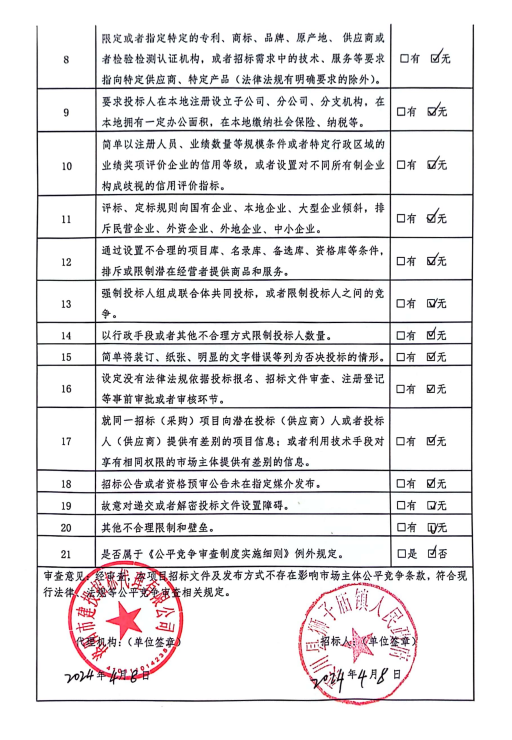 限定或者指定特定的专利、商标、品牌、原产地、 供应商或
8 者检验检测认证机构，或者招标需求中的技术、服务等要求 □有 ☑无
指向特定供应商、特定产品（法律法规有明确要求的除外）。
要求投标人在本地注册设立子公司、分公司、分支机构，在
9 □有 ☑无
本地拥有一定办公面积，在本地缴纳社会保险、纳税等。
简单以注册人员、业绩数量等规模条件或者特定行政区域的
10 业绩奖项评价企业的信用等级，或者设置对不同所有制企业 □有 ☑无
构成歧视的信用评价指标。
评标、定标规则向国有企业、本地企业、大型企业倾斜，排
11 □有 ☑无
斥民营企业、外资企业、外地企业、中小企业。
通过设置不合理的项目库、名录库、备选库、资格库等条件，
12 □有 ☑无
排斥或限制潜在经营者提供商品和服务。
强制投标人组成联合体共同投标，或者限制投标人之间的竞
13 □有 ☑无
争。
14 以行政手段或者其他不合理方式限制投标人数量。 □有 ☑无
15 简单将装订、纸张、明显的文字错误等列为否决投标的情形。 □有 ☑无
设定没有法律法规依据投标报名、招标文件审查、注册登记
16 □有 ☑无
等事前审批或者审核环节。
就同一招标（采购）项目向潜在投标（供应商）人或者投标
17 人（供应商）提供有差别的项目信息；或者利用技术手段对 □有 ☑无
享有相同权限的市场主体提供有差别的信息。
18 招标公告或者资格预审公告未在指定媒介发布。 □有 ☑无
19 故意对递交或者解密投标文件设置障碍。 □有 ☑无
20 其他不合理限制和壁垒。 □有 ☑无
21 是否属于《公平竞争审查制度实施细则》例外规定。 □是 ☑否
审查意见：经审查，本项目招标文件及发布方式不存在影响市场主体公平竞争条款，符合现
行法律、法规等公平竞争审查相关规定。
代理机构：（单位签章） 招标人：（单位签章）
2024年4月8日 2024年4月8日